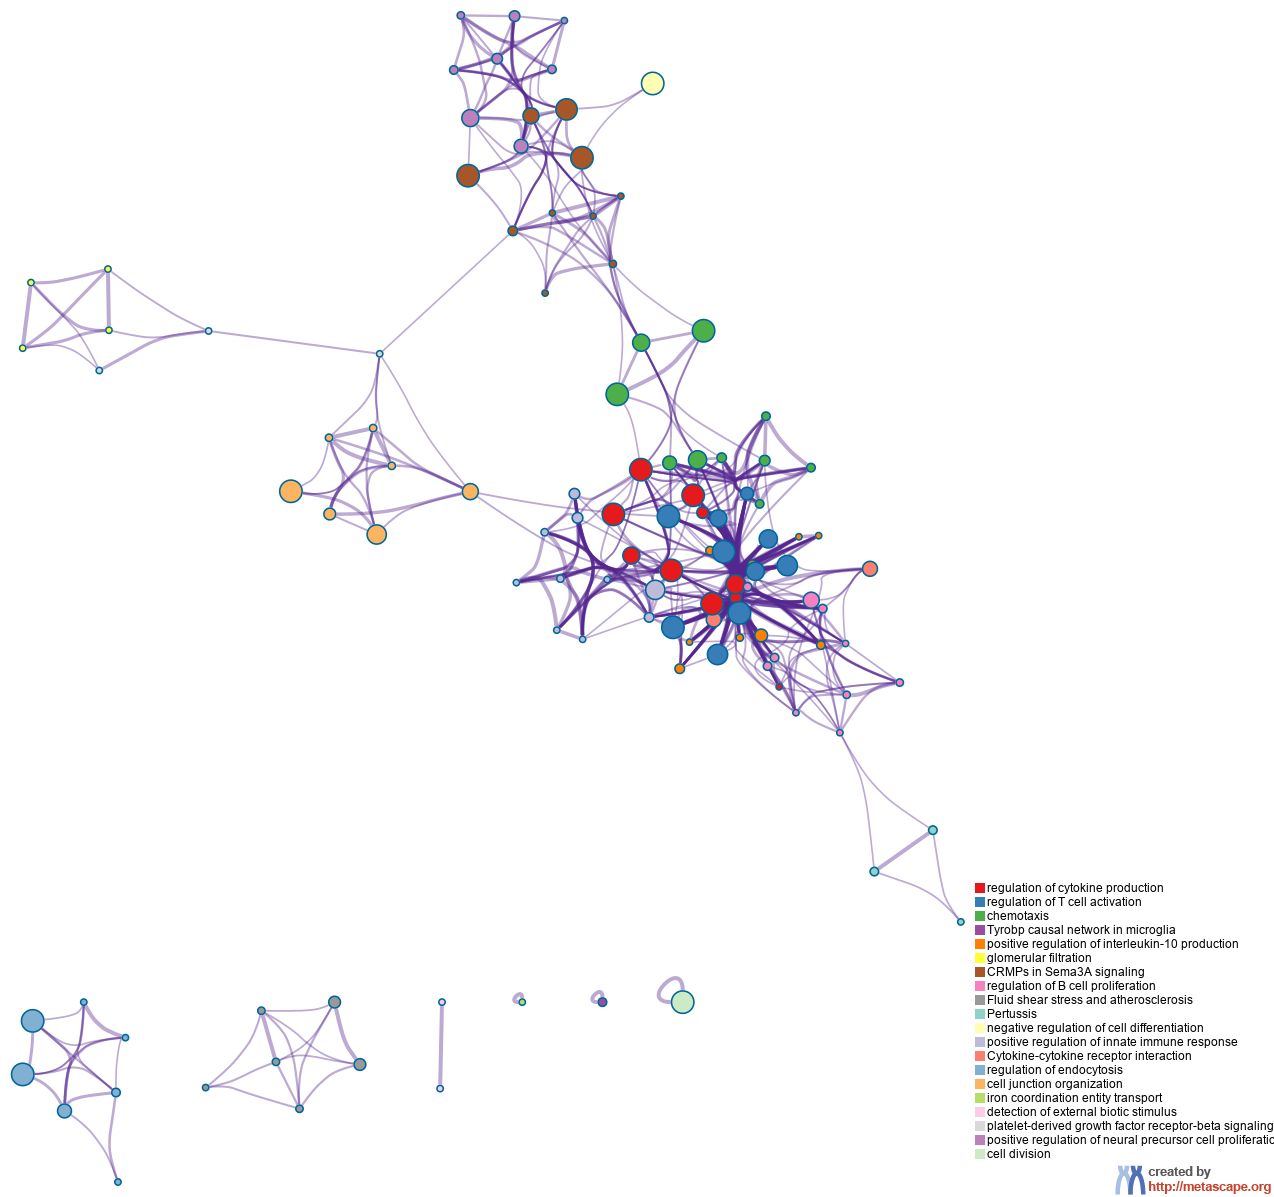 regulation of cytokine production
regulation of T cell activation
chemotaxis
Tyrobp causal network in microglia
positive regulation of interleukin-10 production
glomerular filtration
CRMPs in Sema3A signaling
regulation of B cell proliferation
Fluid shear stress and atherosclerosis
Pertussis
negative regulation of cell differentiation
positive regulation of innate immune response
Cytokine-cytokine receptor interaction
regulation of endocytosis
cell junction organization
iron coordination entity transport
detection of external biotic stimulus
platelet-derived growth factor receptor-beta signaling
positive regulation of neural precursor cell proliferatic
cell division
created by
http://metascape.org